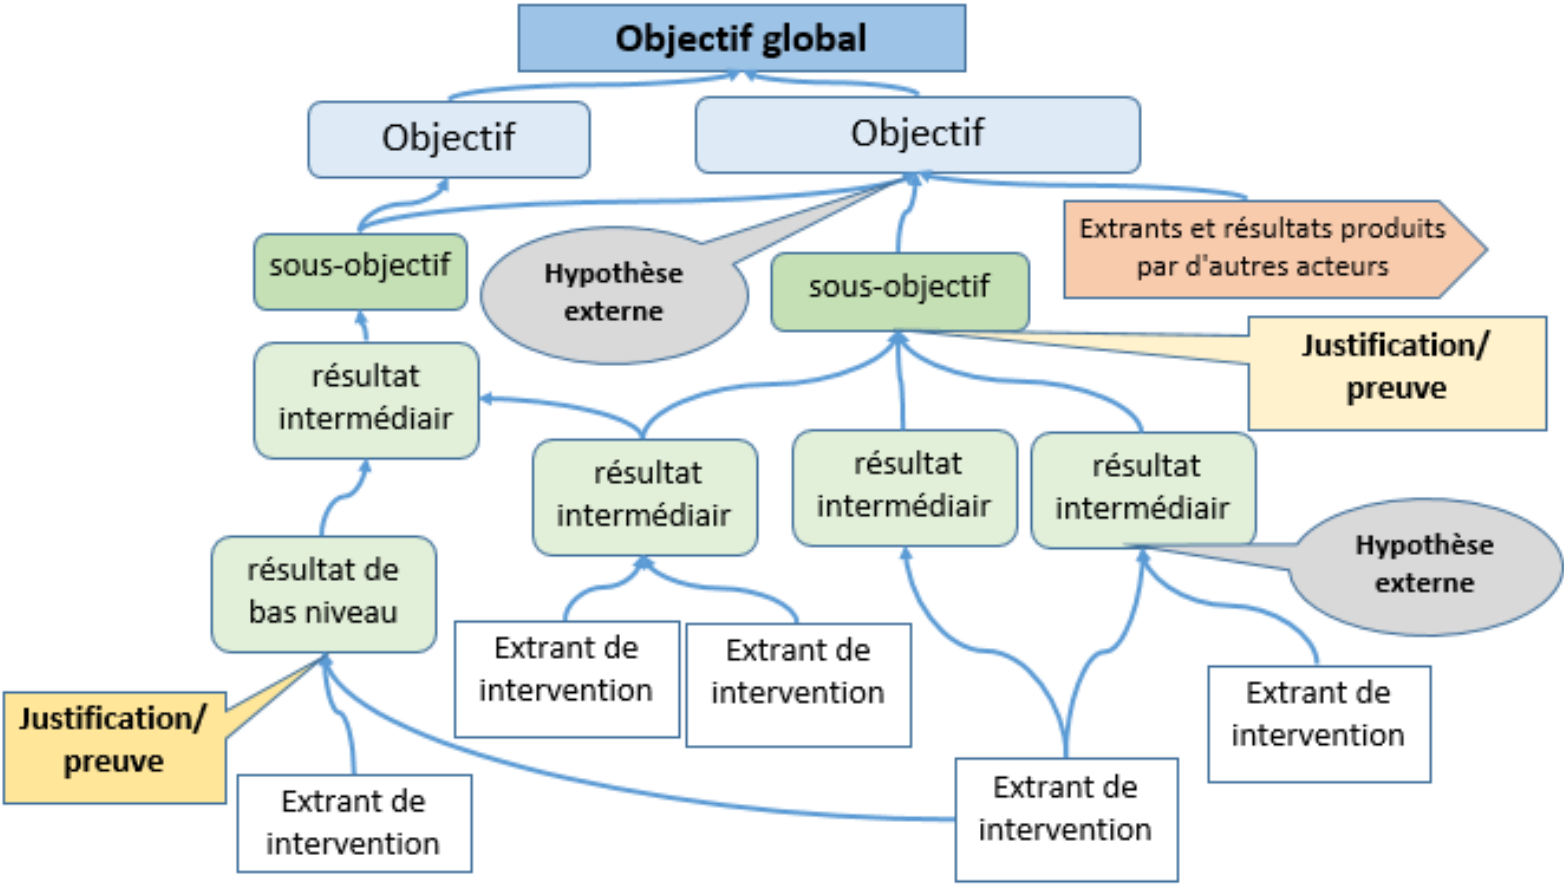 Objectif global
Objectif
Objectif
sous-objectif
Hypothèse
externe
sous-objectif
Extrants et résultats produits
par d'autres acteurs
Justification/
preuve
résultat
intermédiair
résultat
intermédiair
résultat
intermédiair
résultat
intermédiair
Hypothèse
externe
résultat de
bas niveau
Extrant de
intervention
Extrant de
intervention
Extrant de
intervention
Justification/
preuve
Extrant de
intervention
Extrant de
intervention